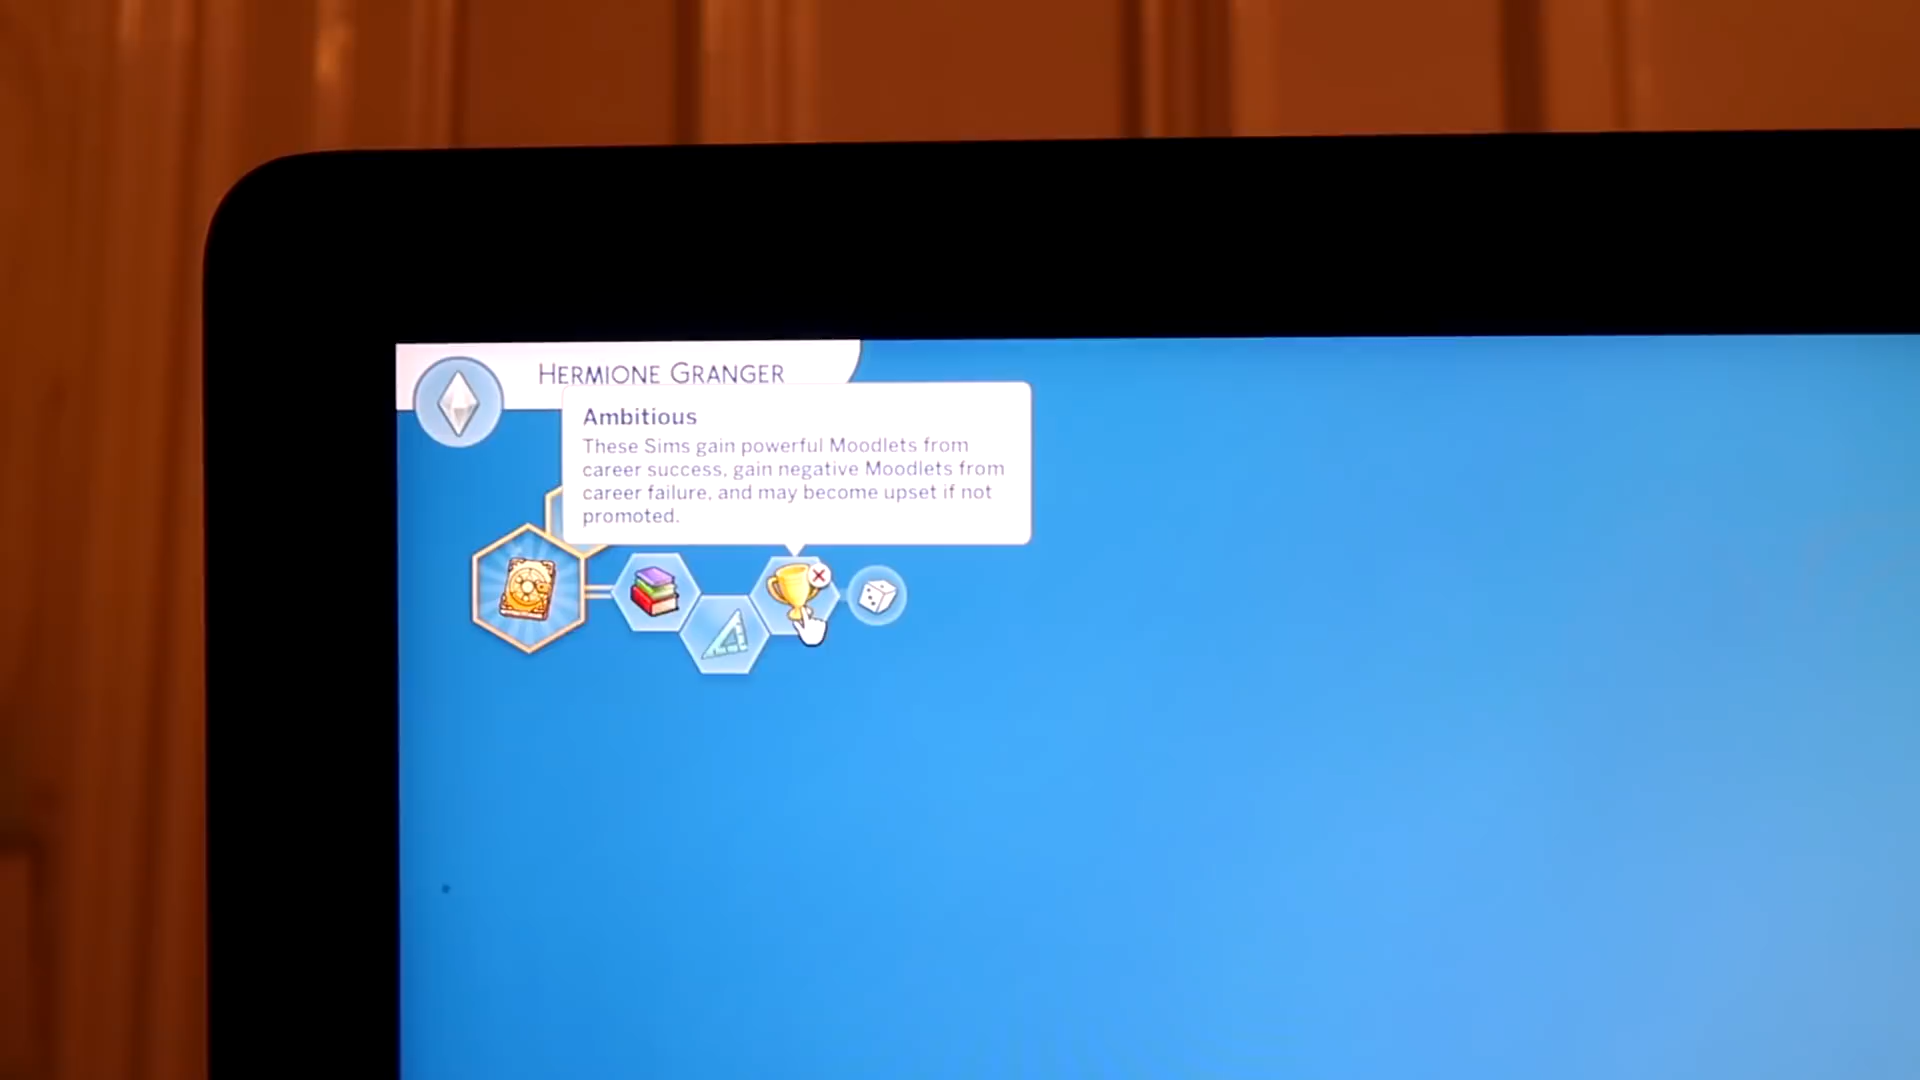 HERMIONE GRANGER
Ambitious
These Sims gain powerful Moodlets from
career success, gain negative Moodlets from
career failure, and may become upset if not
promoted.